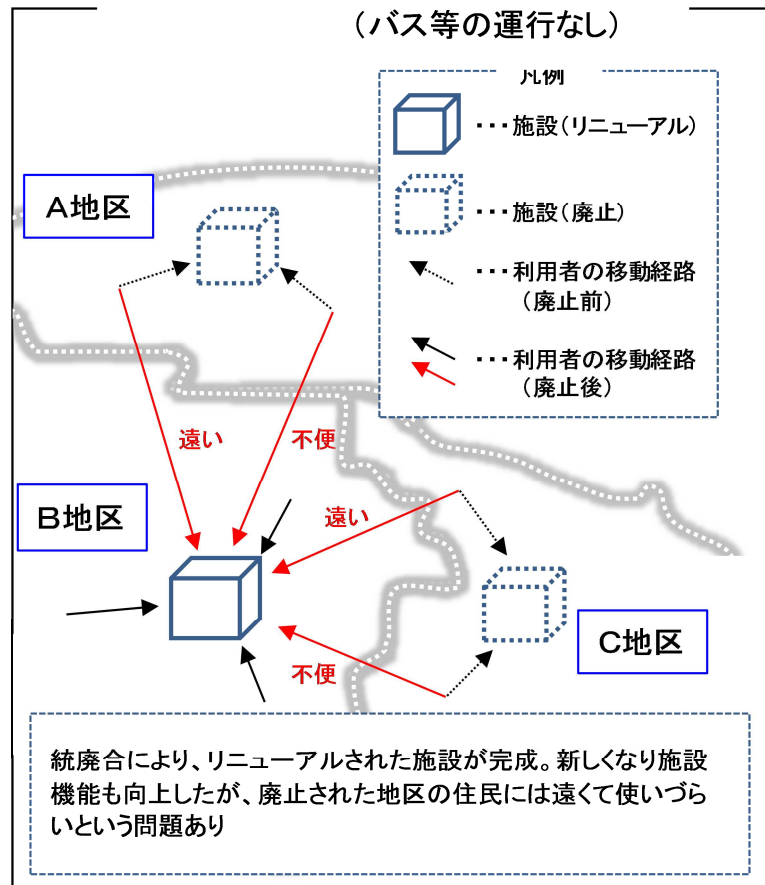 (バス等の運行なし)
凡例
･･･施設(リニューアル)
A地区
･･･施設(廃止)
･･･利用者の移動経路
(廃止前)
･･･利用者の移動経路
(廃止後)
遠い
不便
B地区
遠い
C地区
不便
統廃合により、リニューアルされた施設が完成。新しくなり施設
機能も向上したが、廃止された地区の住民には遠くて使いづら
いという問題あり